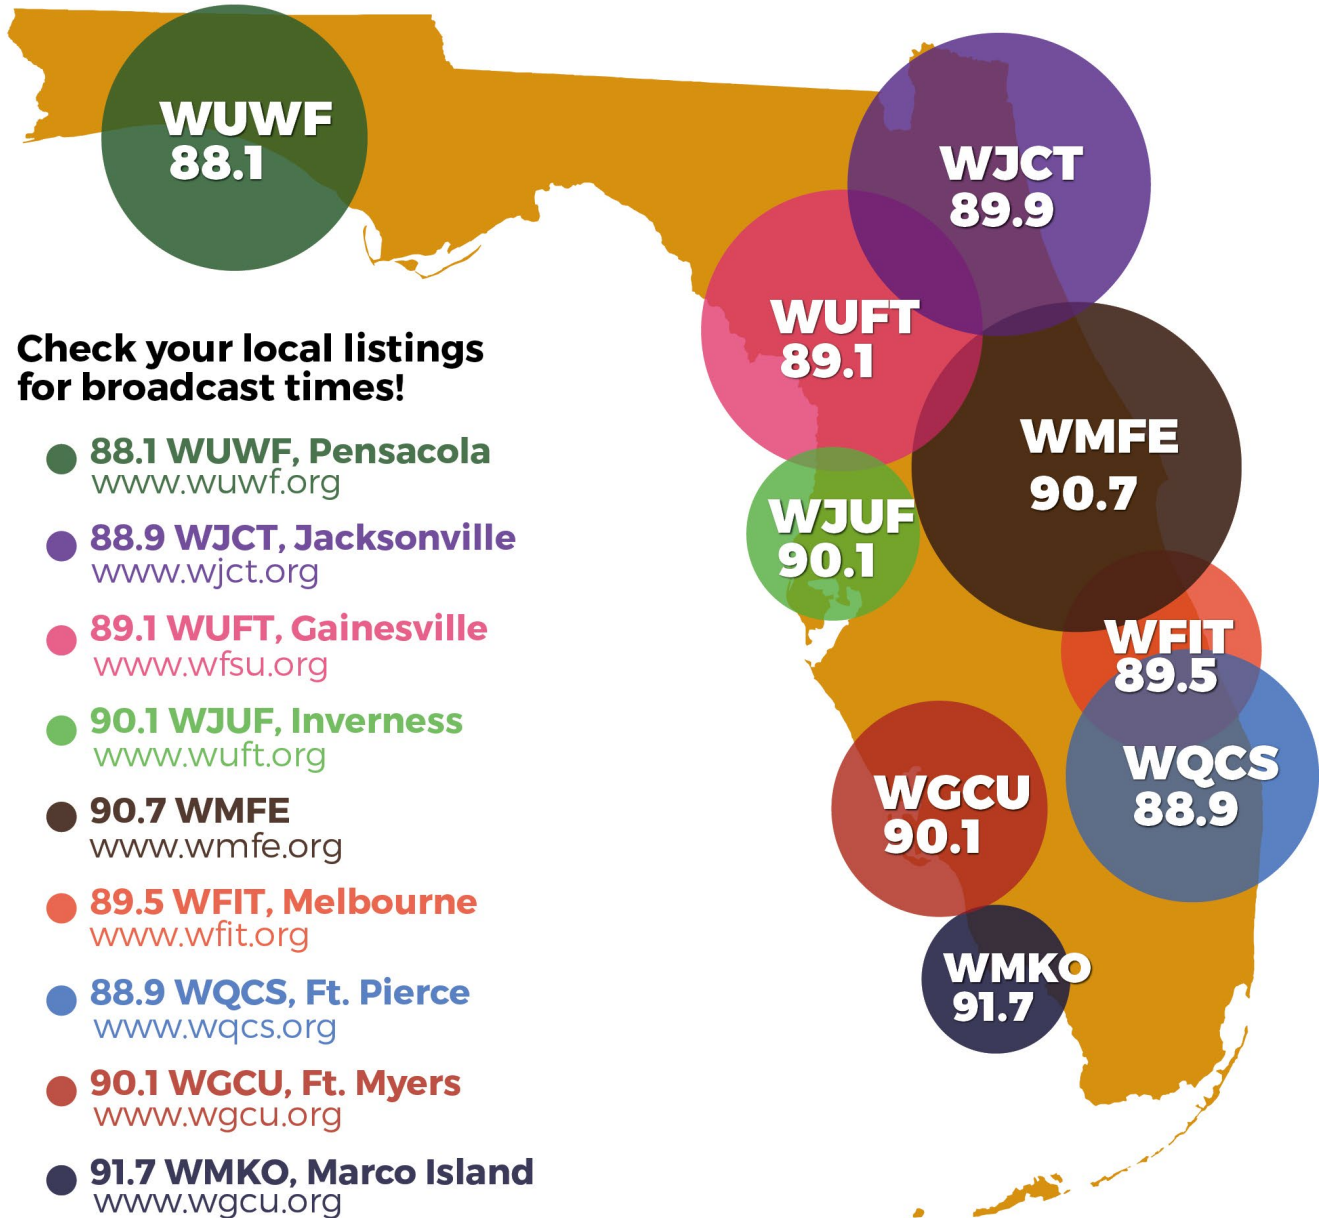 WUWF
88.1
WJCT
89.9
WUFT
89.1
WMFE
90.7
WJUF
90.1
WFIT
89.5
WQCS
88.9
WGCU
90.1
WMKO
91.7
Check your local listings
for broadcast times!
88.1 WUWF, Pensacola
www.wuwf.org
88.9 WJCT, Jacksonville
www.wjct.org
89.1 WUFT, Gainesville
www.wfsu.org
90.1 WJUF, Inverness
www.wuft.org
90.7 WMFE
www.wmfe.org
89.5 WFIT, Melbourne
www.wfit.org
88.9 WQCS, Ft. Pierce
www.wqcs.org
90.1 WGCU, Ft. Myers
www.wgcu.org
91.7 WMKO, Marco Island
www.wgcu.org